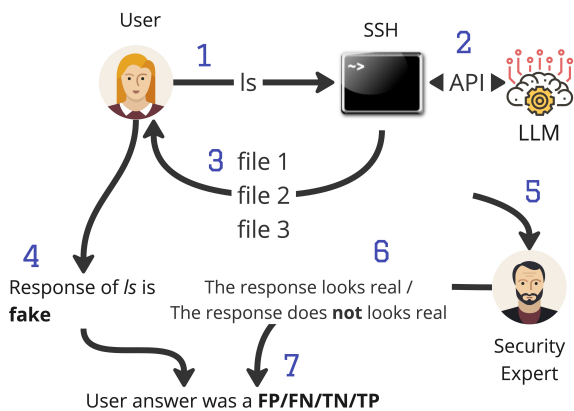 User
SSH
1
2
ls
~>
API
LLM
3
file 1
file 2
file 3
4
5
6
Response of ls is
fake
The response looks real /
The response does not looks real
Security
Expert
7
User answer was a FP/FN/TN/TP